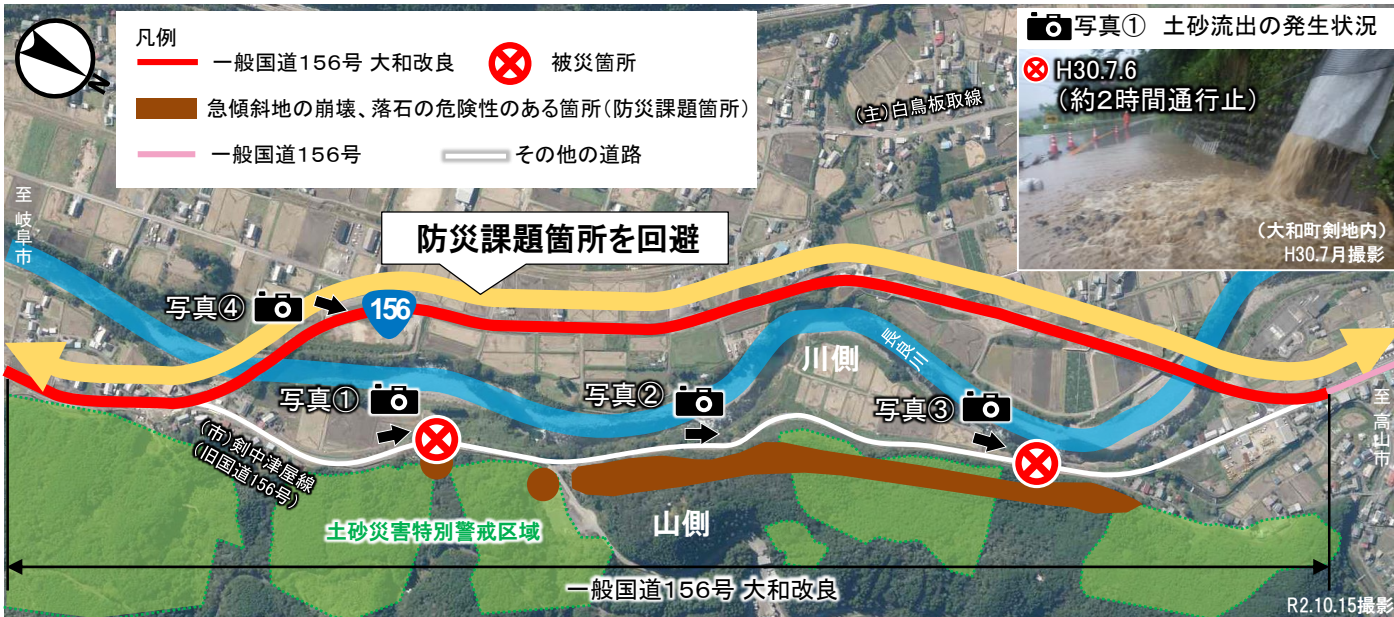 凡例
一般国道156号 大和改良
被災箇所
急傾斜地の崩壊、落石の危険性のある箇所(防災課題箇所)
一般国道156号
その他の道路
N
写真① 土砂流出の発生状況
H30.7.6
(約2時間通行止)
(大和町剣地内)
H30.7月撮影
(主)白鳥板取線
至 岐阜市
防災課題箇所を回避
写真④
156
川側
長良川
写真①
写真②
写真③
至 高山市
(市)剣中津屋線
(旧国道156号)
土砂災害特別警戒区域
山側
一般国道156号 大和改良
R2.10.15撮影